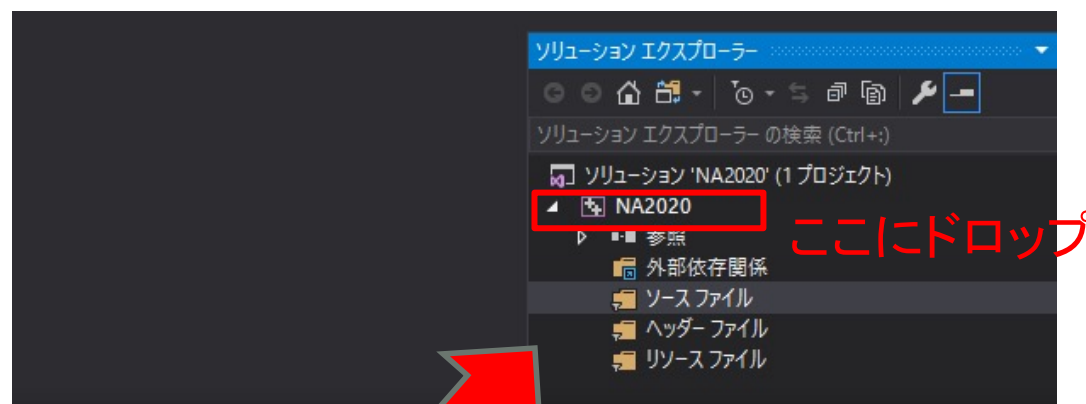 ソリューション エクスプローラー
ソリューション エクスプローラー の検索 (Ctrl+:)
ソリューション 'NA2020' (1 プロジェクト)
NA2020
ここにドロップ
参照
外部依存関係
ソース ファイル
ヘッダー ファイル
リソース ファイル